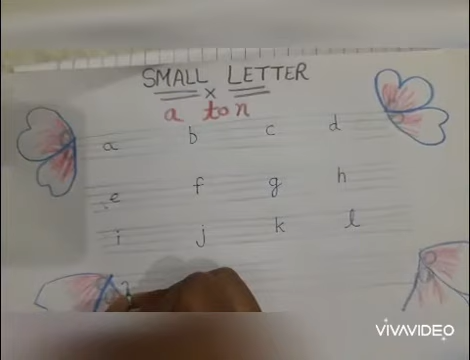 SMALL LETTER
x
a to n
a b c d
e f g h
i j k l
VIVAVIDEO